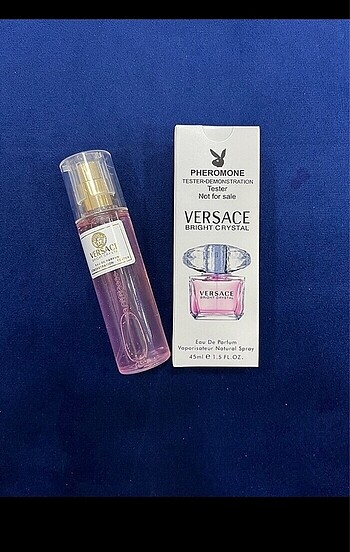 VERSACE
PHEROMONE
TESTER-DEMONSTRATION
Tester
Not for sale
VERSACE
BRIGHT CRYSTAL
VERSACE
BRIGHT CRYSTAL
Eau De Parfum
Vaporisateur Natural Spray
45ml e 1.5 FL.OZ.